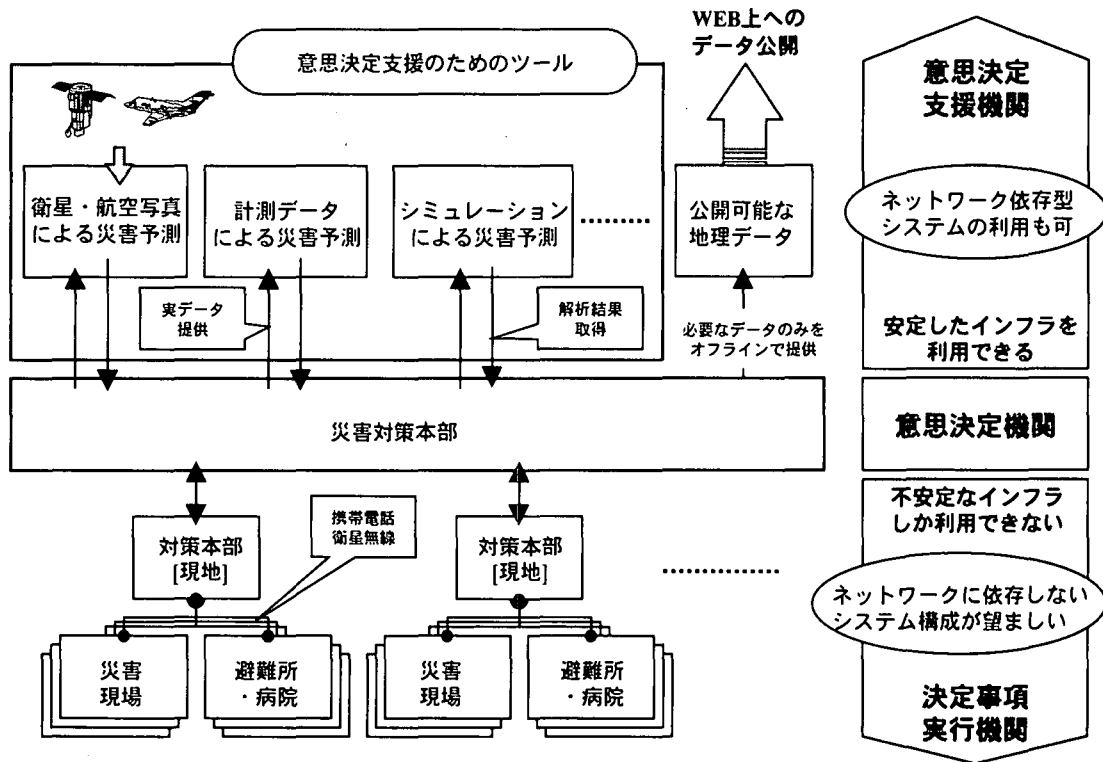 WEB上への
データ公開
意思決定支援のためのツール
意思決定
支援機関
衛星・航空写真
による災害予測
計測データ
による災害予測
シミュレーション
による災害予測
公開可能な
地理データ
ネットワーク依存型
システムの利用も可
実データ
提供
解析結果
取得
必要なデータのみを
オフラインで提供
安定したインフラを
利用できる
災害対策本部
意思決定機関
不安定なインフラ
しか利用できない
携帯電話
衛星無線
対策本部
[現地]
対策本部
[現地]
ネットワークに依存しない
システム構成が望ましい
災害
現場
避難所
・病院
災害
現場
避難所
・病院
決定事項
実行機関